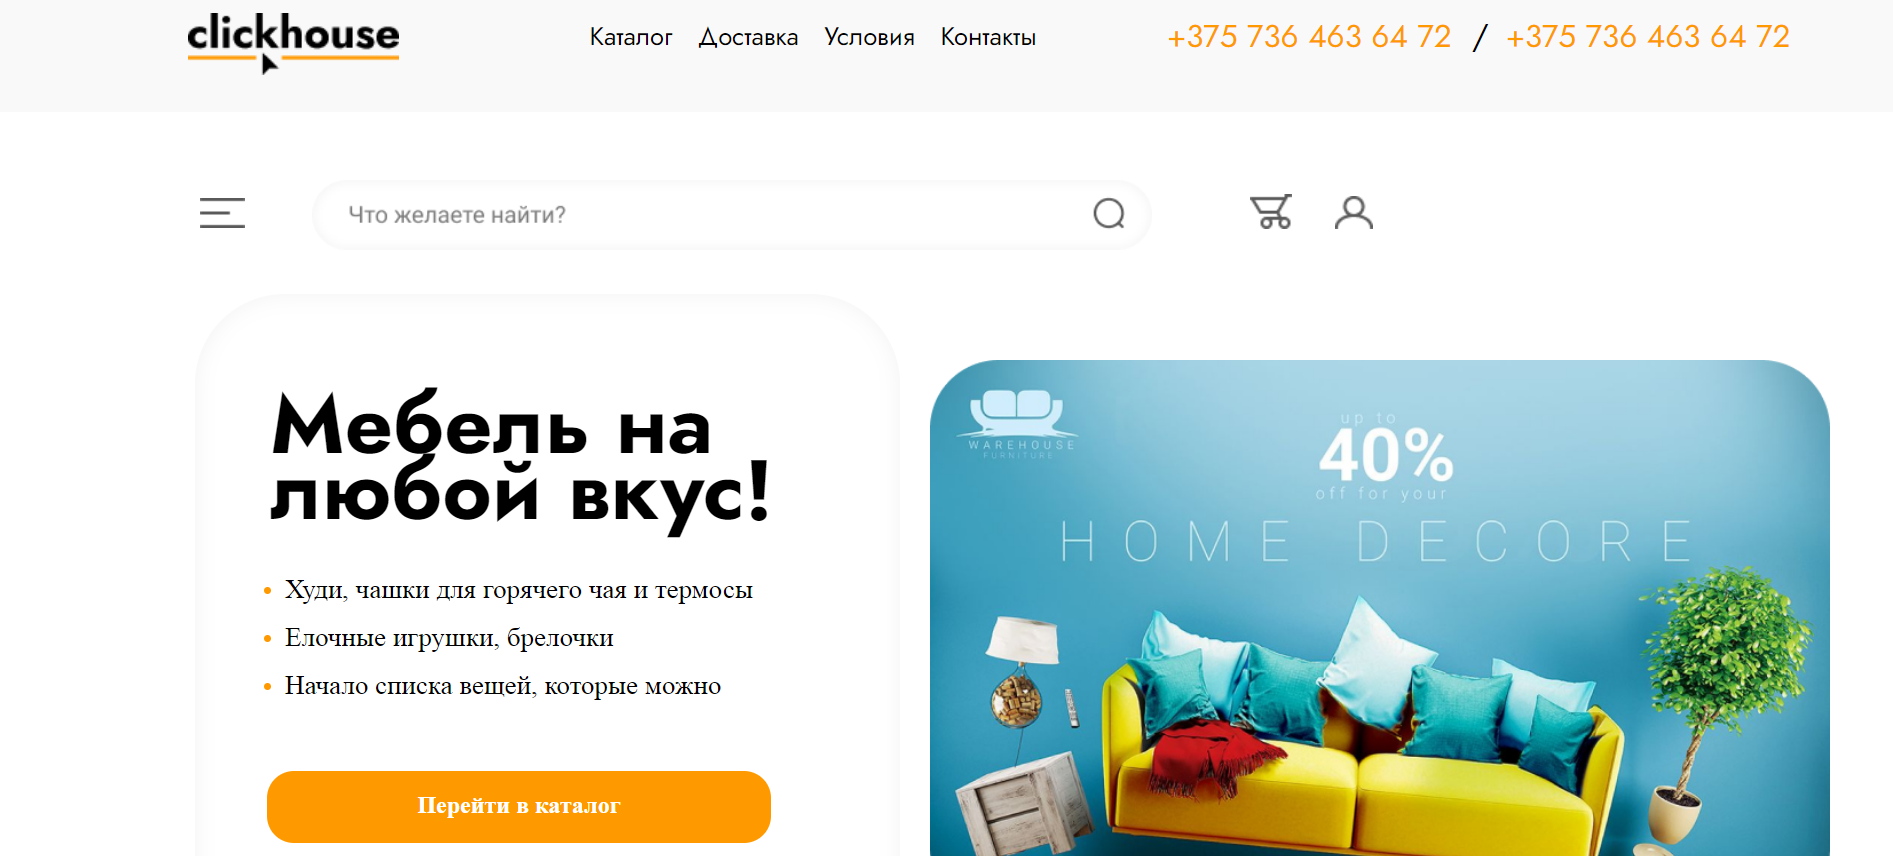 clickhouse
Каталог Доставка Условия Контакты
+375 736 463 64 72 / +375 736 463 64 72
Что желаете найти?
Мебель на
любой вкус!
Худи, чашки для горячего чая и термосы
Елочные игрушки, брелочки
Начало списка вещей, которые можно
Перейти в каталог
WAREHOUSE
FURNITURE
up to
40%
off for your
HOME DECORE